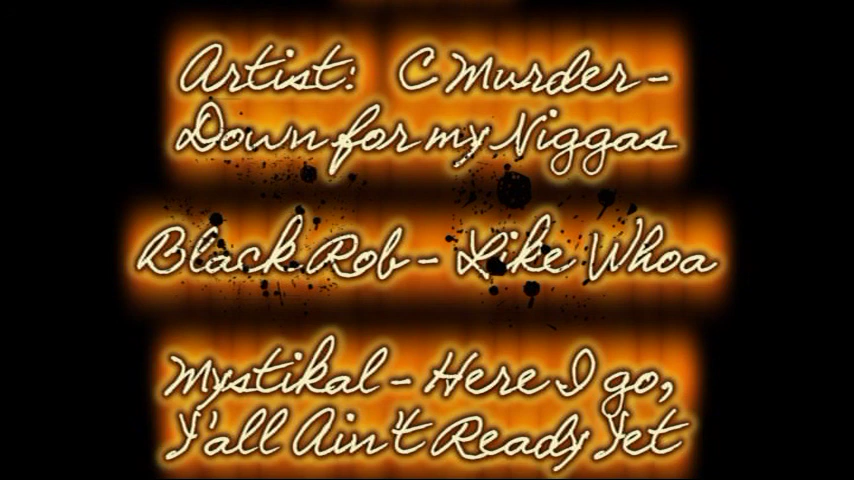 Artist: C Murder -
Down for my Niggas
Black Rob - Like Whoa
Mystikal - Here I go,
Y'all Ain't Ready Yet